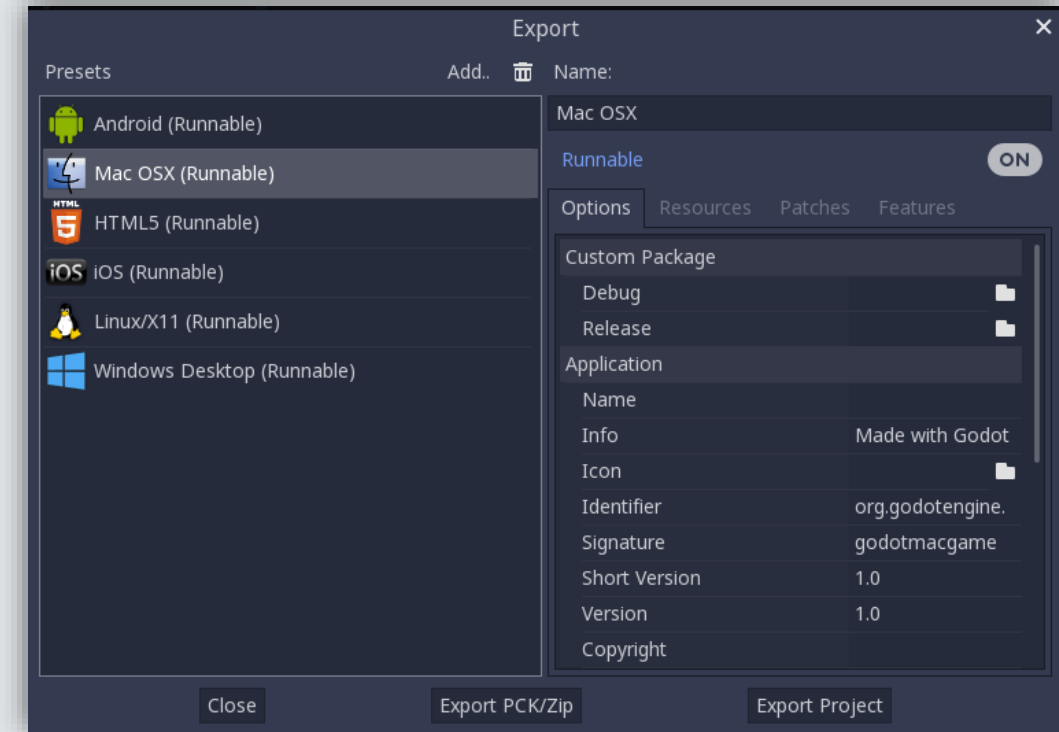 Export
Presets Add.. Name:
Android (Runnable)
Mac OSX (Runnable)
HTML
5
HTML5 (Runnable)
iOS iOS (Runnable)
Linux/X11 (Runnable)
Windows Desktop (Runnable)
Mac OSX
Runnable ON
Options Resources Patches Features
Custom Package
Debug
Release
Application
Name
Info Made with Godot
Icon
Identifier org.godotengine.
Signature godotmacgame
Short Version 1.0
Version 1.0
Copyright
Close Export PCK/Zip Export Project